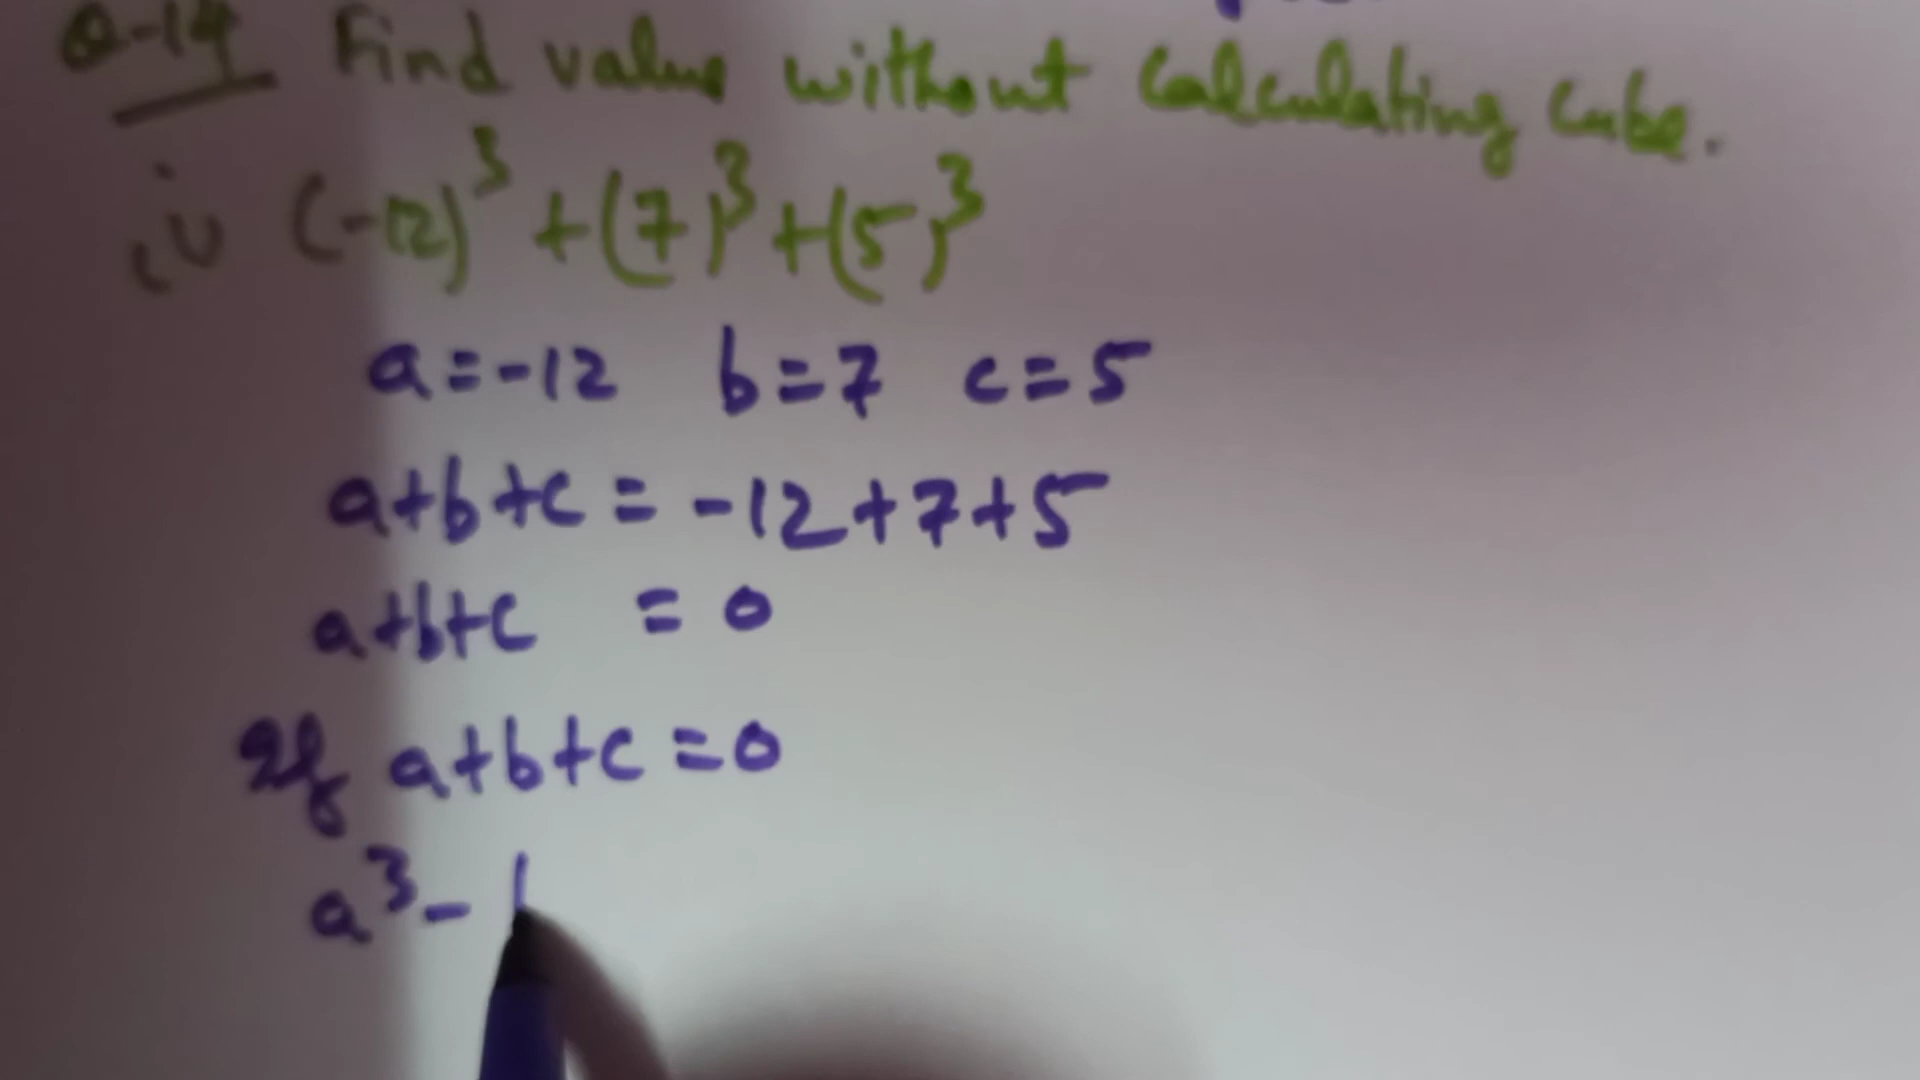 Q-14 Find value without calculating cube.
i) (-12)³ + (7)³ + (5)³
a = -12 b = 7 c = 5
a+b+c = -12+7+5
a+b+c = 0
If a+b+c = 0
a³ -